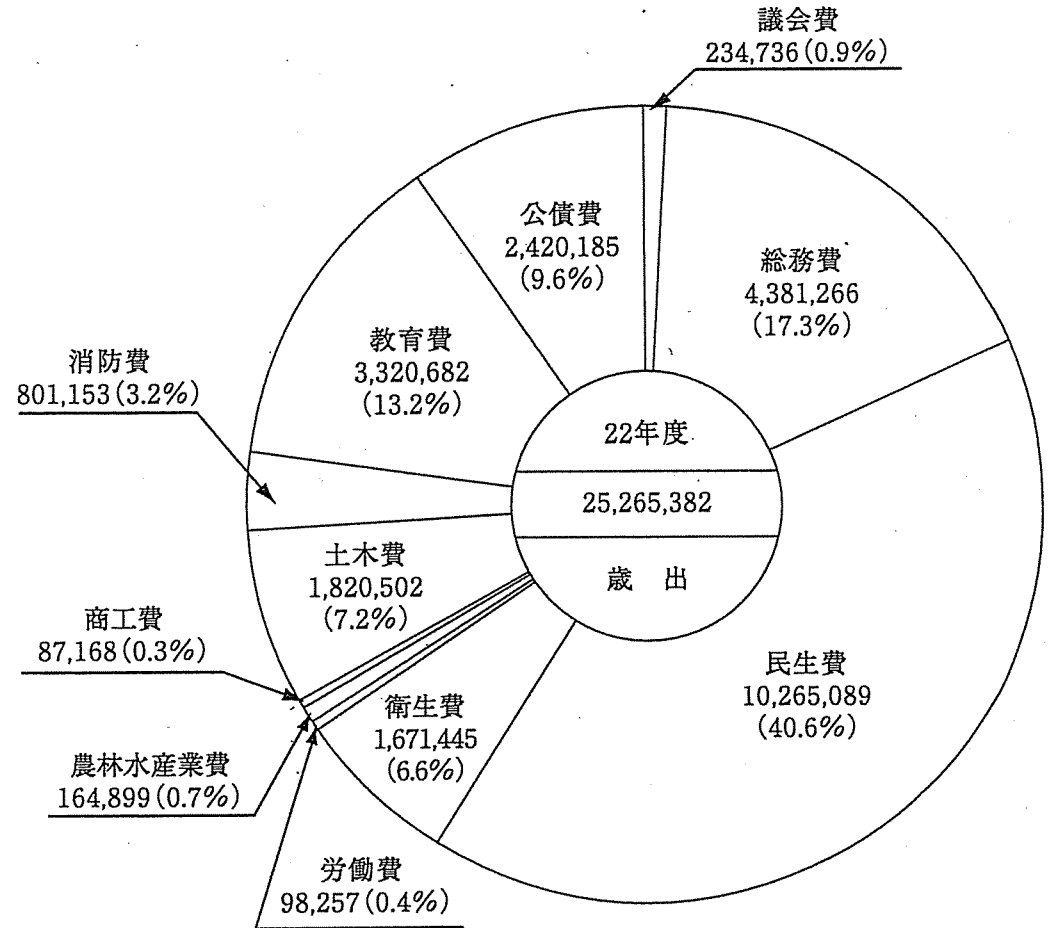 議会費
234,736(0.9%)
総務費
4,381,266
(17.3%)
民生費
10,265,089
(40.6%)
衛生費
1,671,445
(6.6%)
労働費
98,257(0.4%)
農林水産業費
164,899(0.7%)
商工費
87,168(0.3%)
土木費
1,820,502
(7.2%)
消防費
801,153(3.2%)
教育費
3,320,682
(13.2%)
公債費
2,420,185
(9.6%)
22年度
25,265,382
歳 出